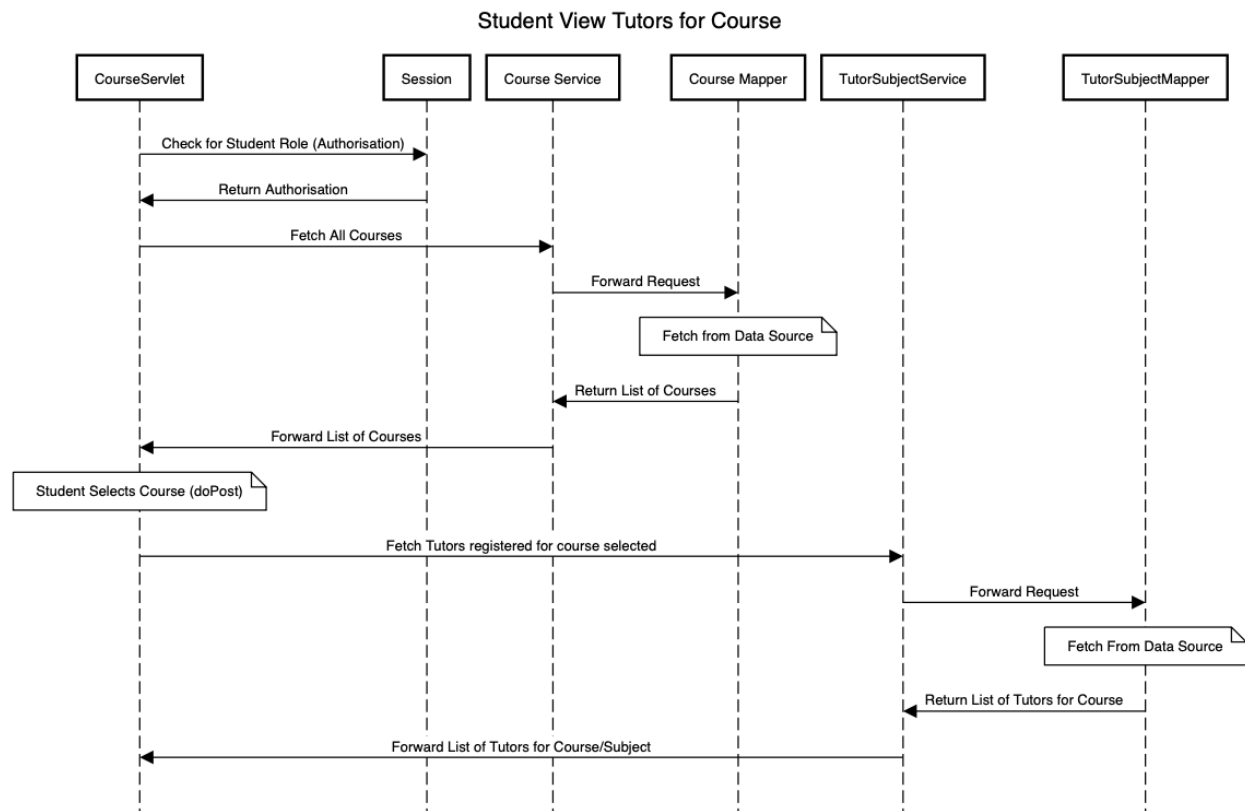 Student View Tutors for Course
CourseServlet
Session
Course Service
Course Mapper
TutorSubjectService
TutorSubjectMapper
Check for Student Role (Authorisation)
Return Authorisation
Fetch All Courses
Forward Request
Fetch from Data Source
Return List of Courses
Forward List of Courses
Student Selects Course (doPost)
Fetch Tutors registered for course selected
Forward Request
Fetch From Data Source
Return List of Tutors for Course
Forward List of Tutors for Course/Subject